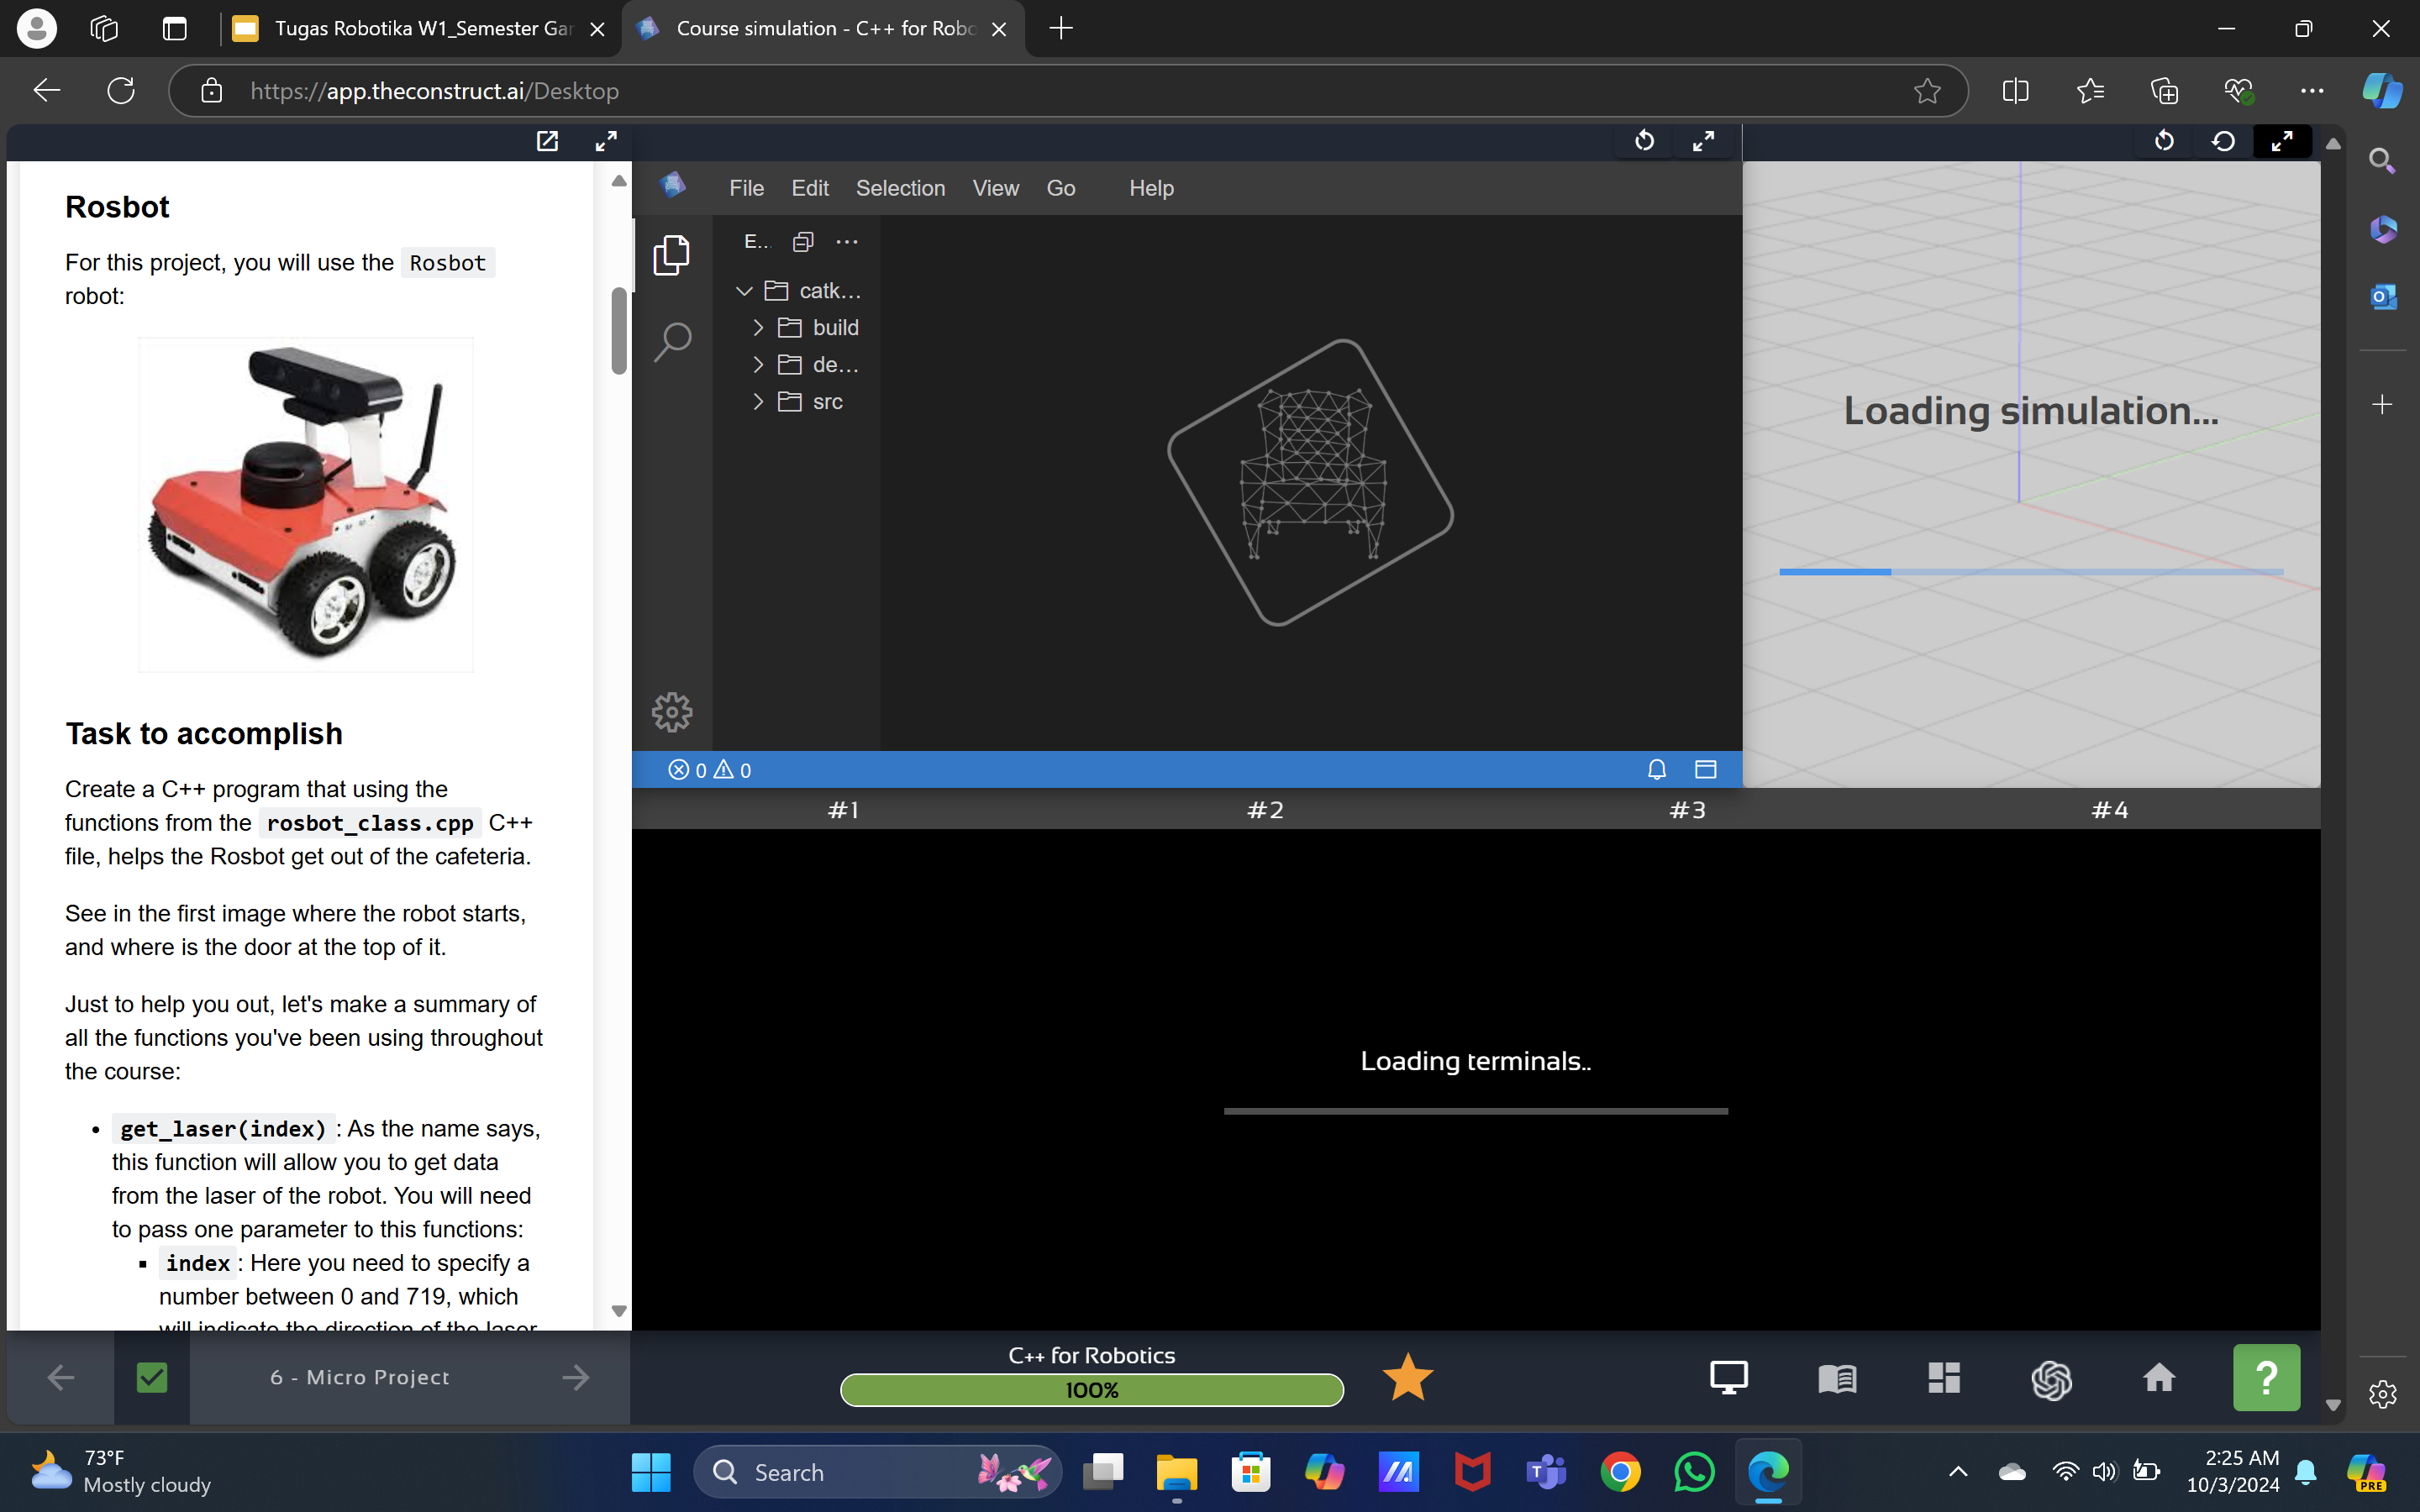 Tugas Robotika W1_Semester Gar
Course simulation - C++ for Robo
https://app.theconstruct.ai/Desktop
Rosbot
For this project, you will use the Rosbot
robot:
Task to accomplish
Create a C++ program that using the
functions from the rosbot_class.cpp C++
file, helps the Rosbot get out of the cafeteria.
See in the first image where the robot starts,
and where is the door at the top of it.
Just to help you out, let's make a summary of
all the functions you've been using throughout
the course:
get_laser(index) : As the name says,
this function will allow you to get data
from the laser of the robot. You will need
to pass one parameter to this functions:
index : Here you need to specify a
number between 0 and 719, which
will indicate the direction of the laser
File Edit Selection View Go Help
E...
catk...
build
de...
src
0 0
Loading simulation...
#1 #2 #3 #4
Loading terminals..
6 - Micro Project
C++ for Robotics
100%
?
73°F
Mostly cloudy
Search
2:25 AM
10/3/2024
PRE